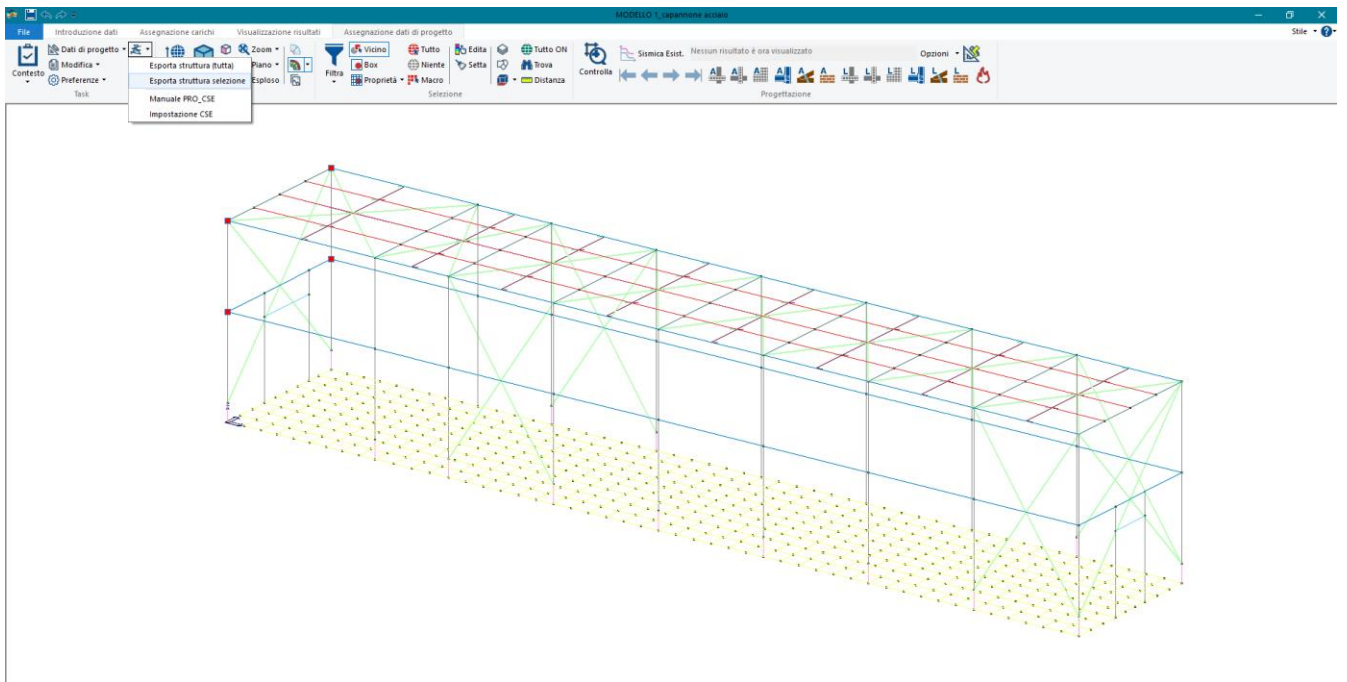 MODELLO 1_capannone acciaio
File Introduzione dati Assegnazione carichi Visualizzazione risultati Assegnazione dati di progetto Stile
Contesto
Dati di progetto
Modifica
Preferenze
Task
Esporta struttura (tutta)
Esporta struttura selezione
Manuale PRO_CSE
Impostazione CSE
Zoom
Piano
Esploso
Filtra
Vicino
Box
Proprietà
Tutto
Niente
Macro
Edita
Setta
Tutto ON
Trova
Distanza
Selezione
Controlla
Sismica Esist. Nessun risultato è ora visualizzato Opzioni
Progettazione